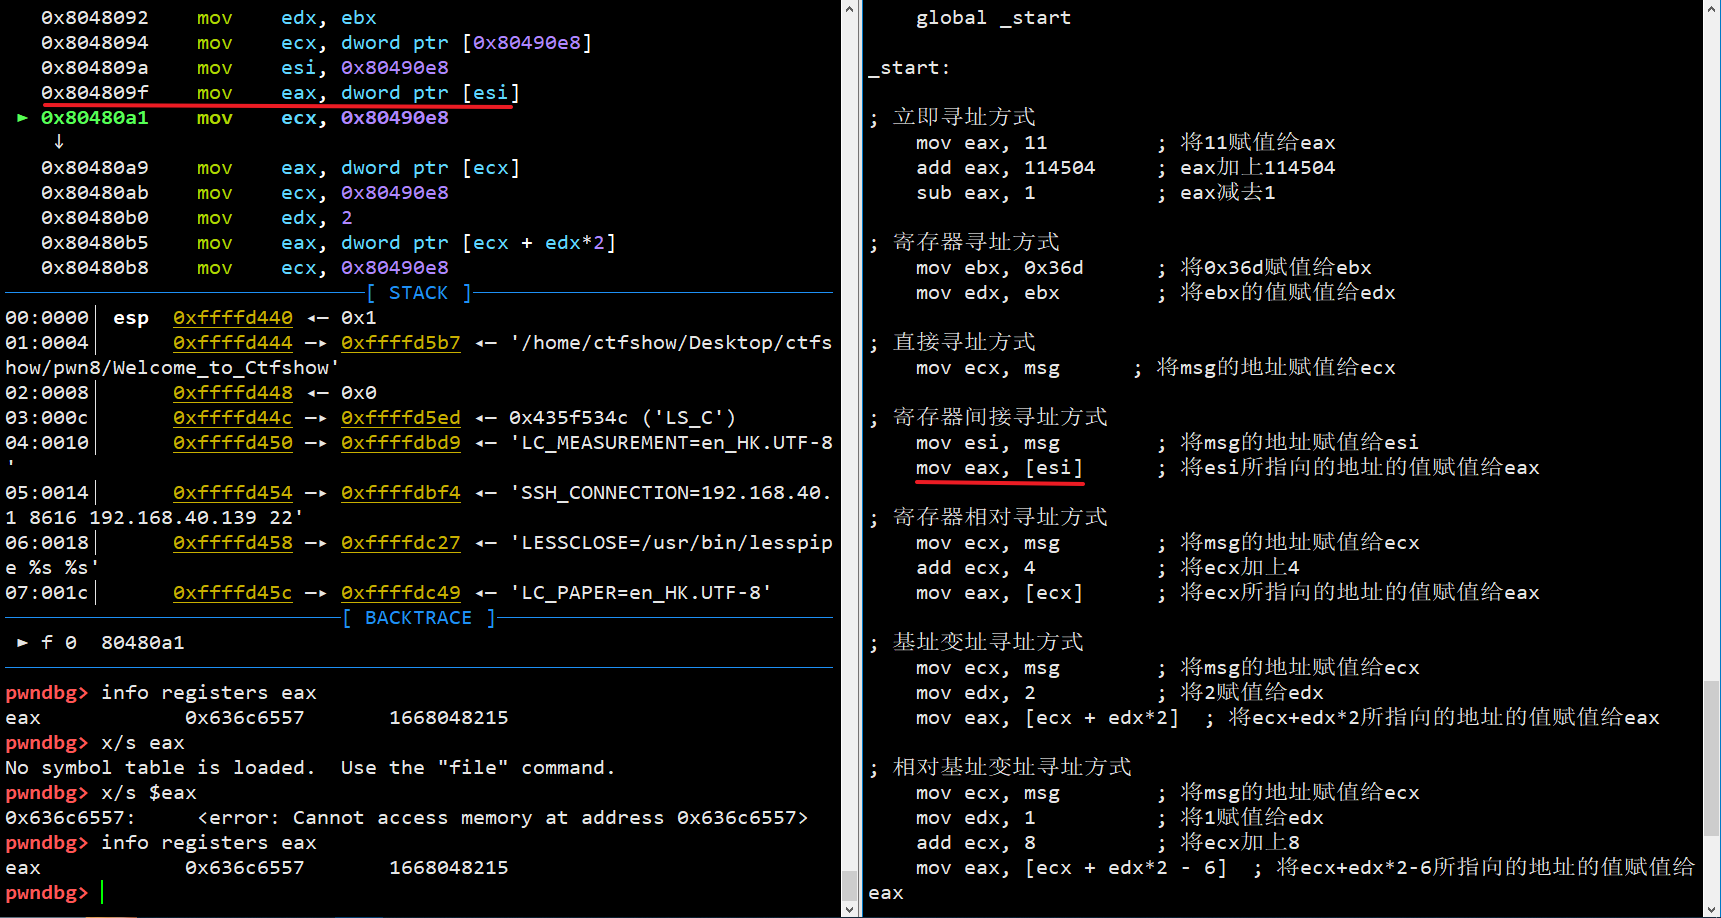 0x8048092    mov    edx, ebx
0x8048094    mov    ecx, dword ptr [0x80490e8]
0x804809a    mov    esi, 0x80490e8
0x804809f    mov    eax, dword ptr [esi]
► 0x80480a1    mov    ecx, 0x80490e8
↓
0x80480a9    mov    eax, dword ptr [ecx]
0x80480ab    mov    ecx, 0x80490e8
0x80480b0    mov    edx, 2
0x80480b5    mov    eax, dword ptr [ecx + edx*2]
0x80480b8    mov    ecx, 0x80490e8
[ STACK ]
00:0000│ esp  0xffffd440 ◂— 0x1
01:0004│      0xffffd444 —▸ 0xffffd5b7 ◂— '/home/ctfshow/Desktop/ctfs
how/pwn8/Welcome_to_Ctfshow'
02:0008│      0xffffd448 ◂— 0x0
03:000c│      0xffffd44c —▸ 0xffffd5ed ◂— 0x435f534c ('LS_C')
04:0010│      0xffffd450 —▸ 0xffffdbd9 ◂— 'LC_MEASUREMENT=en_HK.UTF-8
'
05:0014│      0xffffd454 —▸ 0xffffdbf4 ◂— 'SSH_CONNECTION=192.168.40.
1 8616 192.168.40.139 22'
06:0018│      0xffffd458 —▸ 0xffffdc27 ◂— 'LESSCLOSE=/usr/bin/lesspip
e %s %s'
07:001c│      0xffffd45c —▸ 0xffffdc49 ◂— 'LC_PAPER=en_HK.UTF-8'
[ BACKTRACE ]
► f 0  80480a1
pwndbg> info registers eax
eax            0x636c6557       1668048215
pwndbg> x/s eax
No symbol table is loaded.  Use the "file" command.
pwndbg> x/s $eax
0x636c6557:     <error: Cannot access memory at address 0x636c6557>
pwndbg> info registers eax
eax            0x636c6557       1668048215
pwndbg>
global _start
_start:
; 立即寻址方式
mov eax, 11         ; 将11赋值给eax
add eax, 114504     ; eax加上114504
sub eax, 1          ; eax减去1
; 寄存器寻址方式
mov ebx, 0x36d      ; 将0x36d赋值给ebx
mov edx, ebx        ; 将ebx的值赋值给edx
; 直接寻址方式
mov ecx, msg      ; 将msg的地址赋值给ecx
; 寄存器间接寻址方式
mov esi, msg        ; 将msg的地址赋值给esi
mov eax, [esi]      ; 将esi所指向的地址的值赋值给eax
; 寄存器相对寻址方式
mov ecx, msg        ; 将msg的地址赋值给ecx
add ecx, 4          ; 将ecx加上4
mov eax, [ecx]      ; 将ecx所指向的地址的值赋值给eax
; 基址变址寻址方式
mov ecx, msg        ; 将msg的地址赋值给ecx
mov edx, 2          ; 将2赋值给edx
mov eax, [ecx + edx*2]  ; 将ecx+edx*2所指向的地址的值赋值给eax
; 相对基址变址寻址方式
mov ecx, msg        ; 将msg的地址赋值给ecx
mov edx, 1          ; 将1赋值给edx
add ecx, 8          ; 将ecx加上8
mov eax, [ecx + edx*2 - 6]  ; 将ecx+edx*2-6所指向的地址的值赋值给
eax